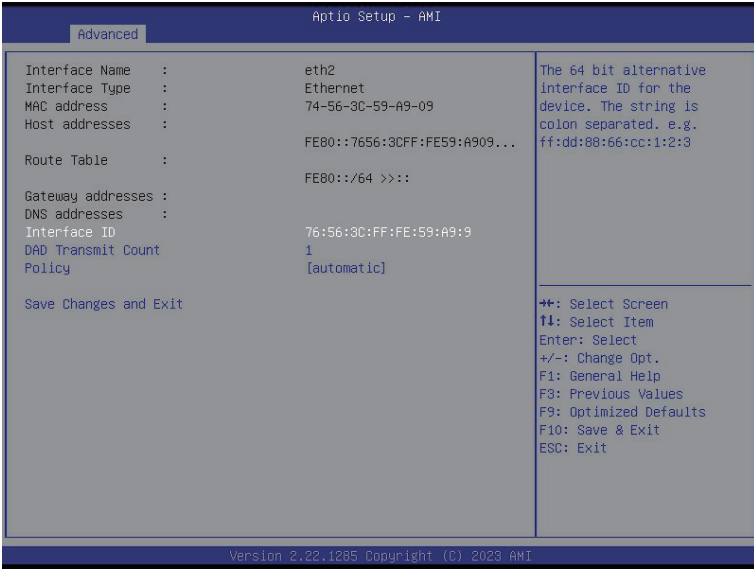 Aptio Setup – AMI
Advanced
Interface Name : eth2
Interface Type : Ethernet
MAC address : 74-56-3C-59-A9-09
Host addresses :
FE80::7656:3CFF:FE59:A909...
Route Table :
FE80::/64 >>::
Gateway addresses :
DNS addresses :
Interface ID 76:56:3C:FF:FE:59:A9:9
DAD Transmit Count 1
Policy [automatic]
Save Changes and Exit
The 64 bit alternative
interface ID for the
device. The string is
colon separated. e.g.
ff:dd:88:66:cc:1:2:3
→←: Select Screen
↑↓: Select Item
Enter: Select
+/-: Change Opt.
F1: General Help
F3: Previous Values
F9: Optimized Defaults
F10: Save & Exit
ESC: Exit
Version 2.22.1285 Copyright (C) 2023 AMI